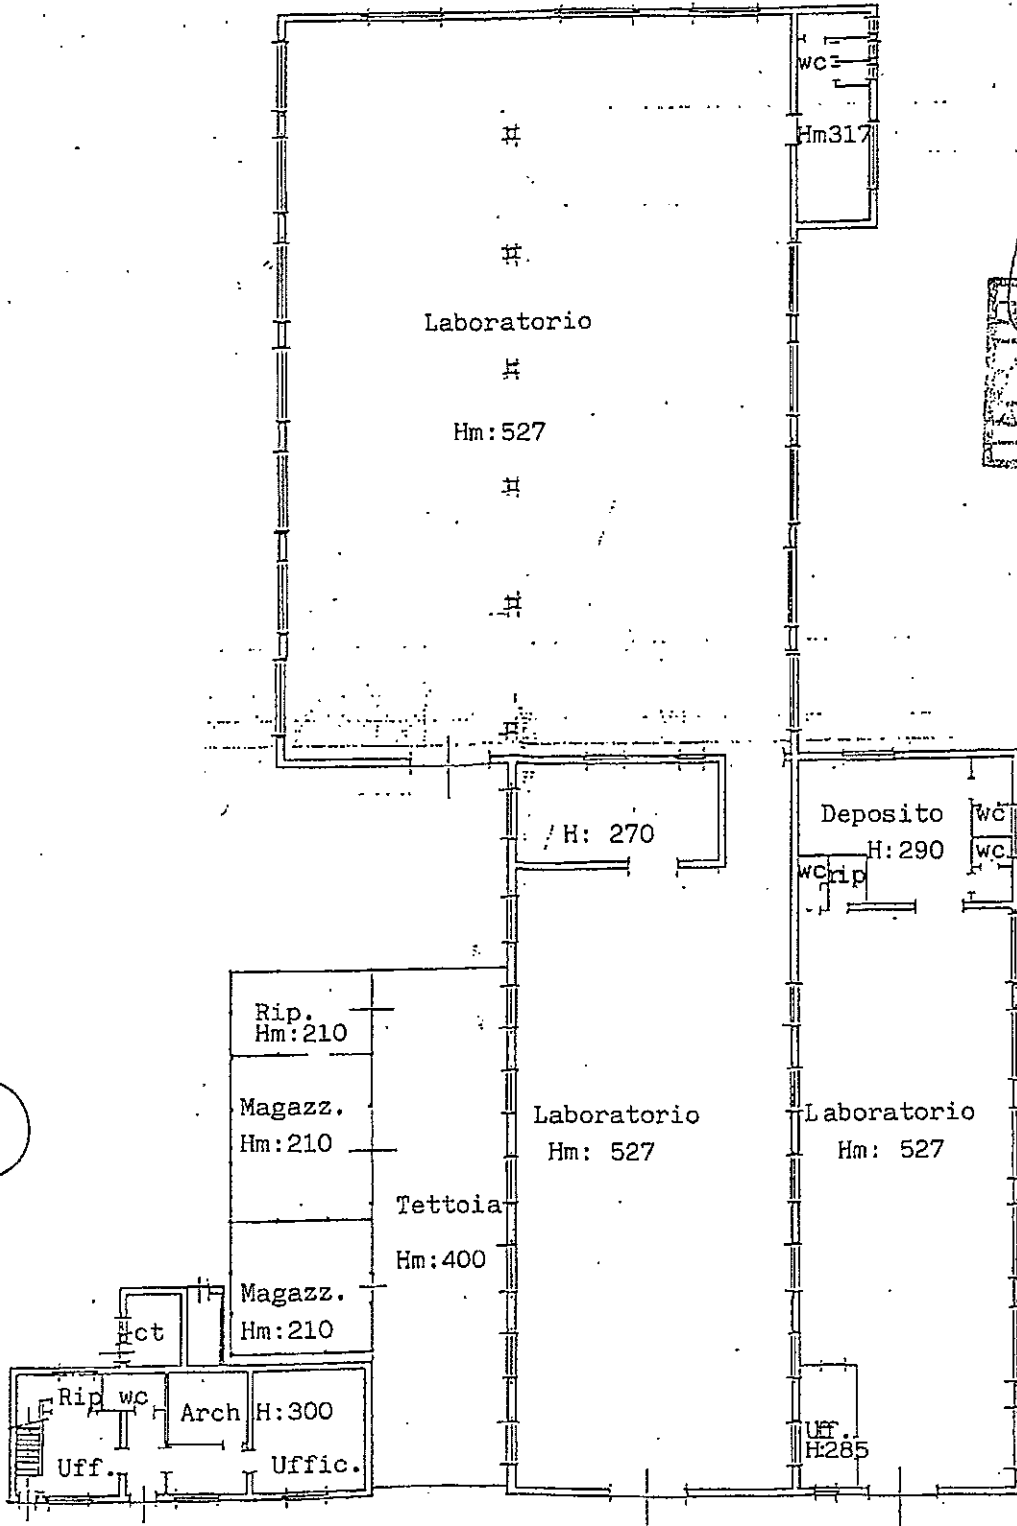 wc
Hm317
Laboratorio
Hm:527
H: 270
Deposito
H:290
wc
wc
wc
rip
Rip.
Hm:210
Magazz.
Hm:210
Laboratorio
Hm: 527
Laboratorio
Hm: 527
Tettoia
Hm:400
Magazz.
Hm:210
ct
Rip
wc
Arch
H:300
Uff.
Uffic.
Uff.
H:285